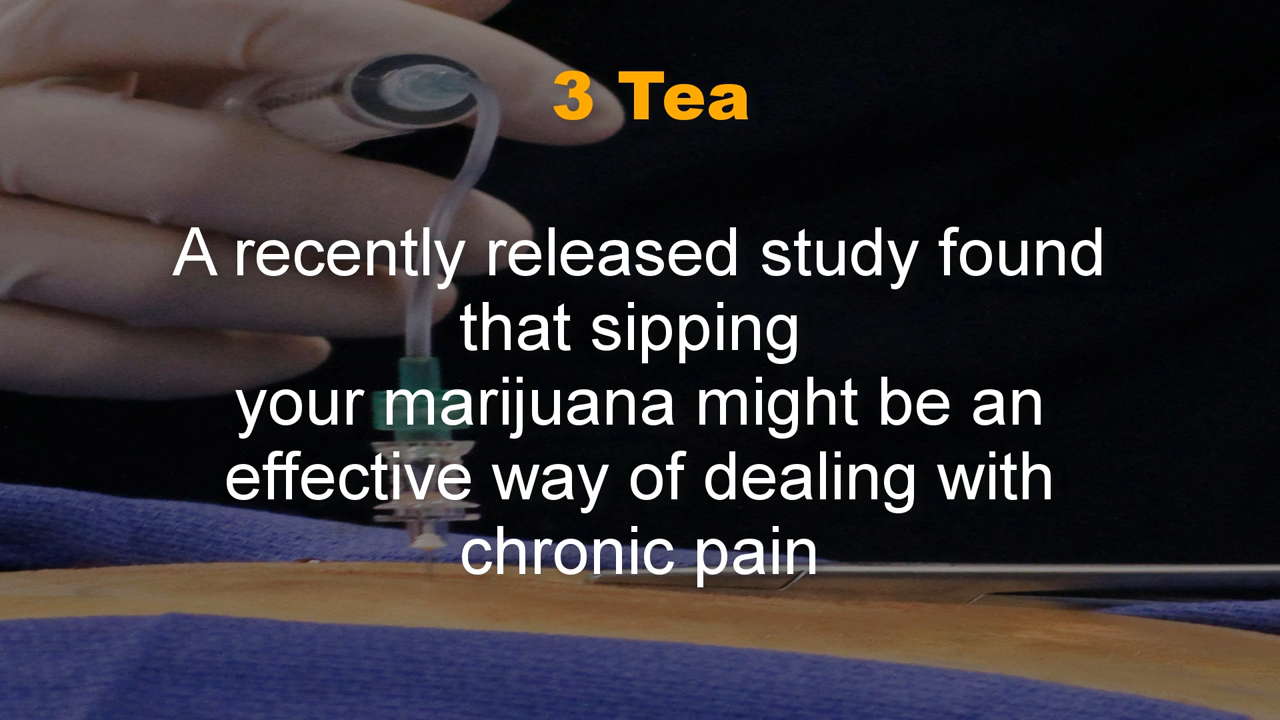 3 Tea
A recently released study found
that sipping
your marijuana might be an
effective way of dealing with
chronic pain